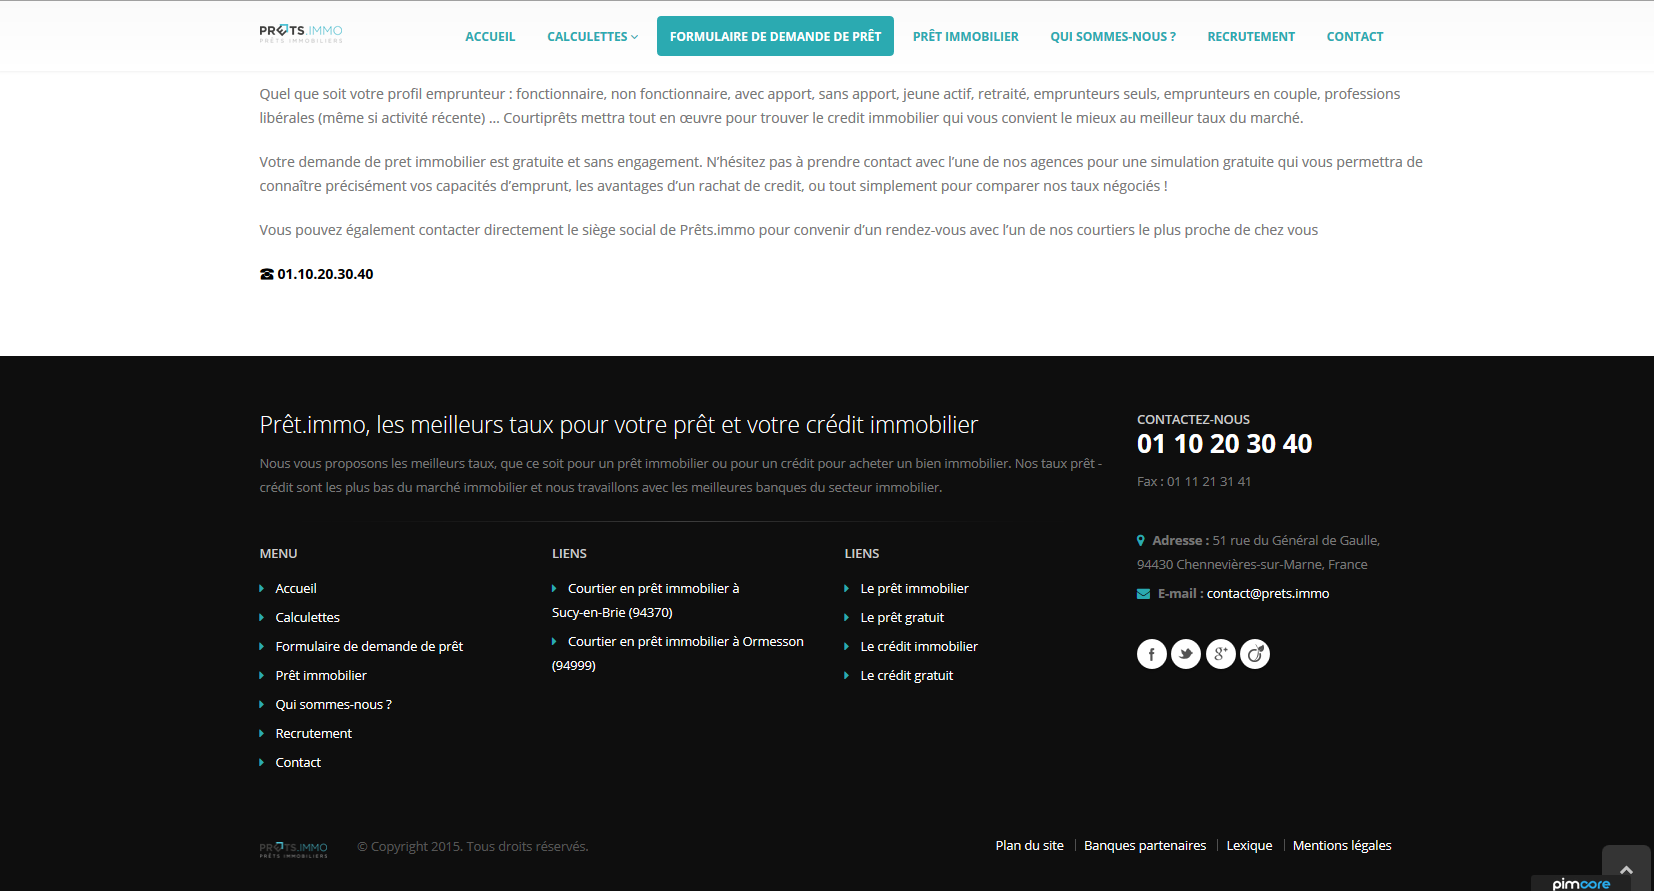 PRETS.IMMO
PRÊTS IMMOBILIERS
ACCUEIL
CALCULETTES
FORMULAIRE DE DEMANDE DE PRÊT
PRÊT IMMOBILIER
QUI SOMMES-NOUS ?
RECRUTEMENT
CONTACT
Quel que soit votre profil emprunteur : fonctionnaire, non fonctionnaire, avec apport, sans apport, jeune actif, retraité, emprunteurs seuls, emprunteurs en couple, professions
libérales (même si activité récente) ... Courtiprêts mettra tout en œuvre pour trouver le credit immobilier qui vous convient le mieux au meilleur taux du marché.
Votre demande de pret immobilier est gratuite et sans engagement. N’hésitez pas à prendre contact avec l’une de nos agences pour une simulation gratuite qui vous permettra de
connaître précisément vos capacités d’emprunt, les avantages d’un rachat de credit, ou tout simplement pour comparer nos taux négociés !
Vous pouvez également contacter directement le siège social de Prêts.immo pour convenir d’un rendez-vous avec l’un de nos courtiers le plus proche de chez vous
01.10.20.30.40
Prêt.immo, les meilleurs taux pour votre prêt et votre crédit immobilier
Nous vous proposons les meilleurs taux, que ce soit pour un prêt immobilier ou pour un crédit pour acheter un bien immobilier. Nos taux prêt -
crédit sont les plus bas du marché immobilier et nous travaillons avec les meilleures banques du secteur immobilier.
MENU
Accueil
Calculettes
Formulaire de demande de prêt
Prêt immobilier
Qui sommes-nous ?
Recrutement
Contact
LIENS
Courtier en prêt immobilier à
Sucy-en-Brie (94370)
Courtier en prêt immobilier à Ormesson
(94999)
LIENS
Le prêt immobilier
Le prêt gratuit
Le crédit immobilier
Le crédit gratuit
CONTACTEZ-NOUS
01 10 20 30 40
Fax : 01 11 21 31 41
Adresse : 51 rue du Général de Gaulle,
94430 Chennevières-sur-Marne, France
E-mail : contact@prets.immo
PRETS.IMMO
PRÊTS IMMOBILIERS
© Copyright 2015. Tous droits réservés.
Plan du site
Banques partenaires
Lexique
Mentions légales
pimcore